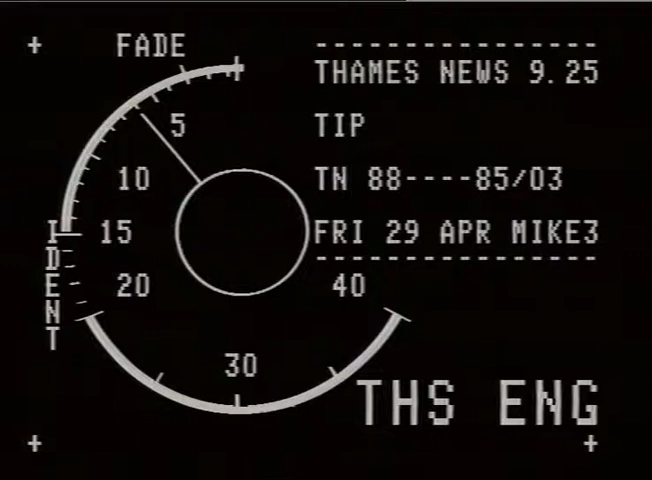 FADE
----------------
THAMES NEWS 9.25
5
TIP
10
TN 88----85/03
15
FRI 29 APR MIKE3
----------------
IDENT
20
40
30
THS ENG